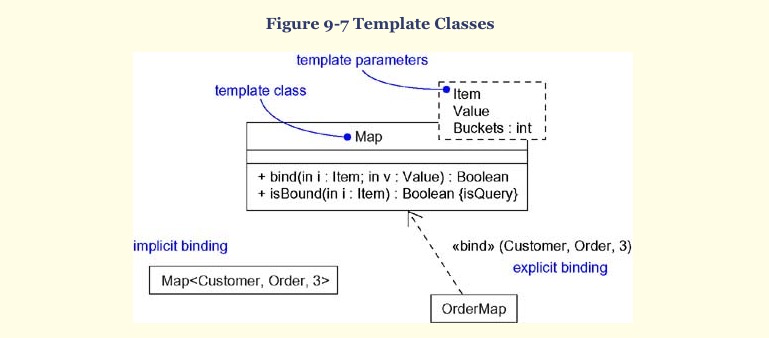 Figure 9-7 Template Classes
template parameters
template class
Item
Value
Buckets : int
Map
+ bind(in i : Item; in v : Value) : Boolean
+ isBound(in i : Item) : Boolean {isQuery}
implicit binding
«bind» (Customer, Order, 3)
explicit binding
Map<Customer, Order, 3>
OrderMap